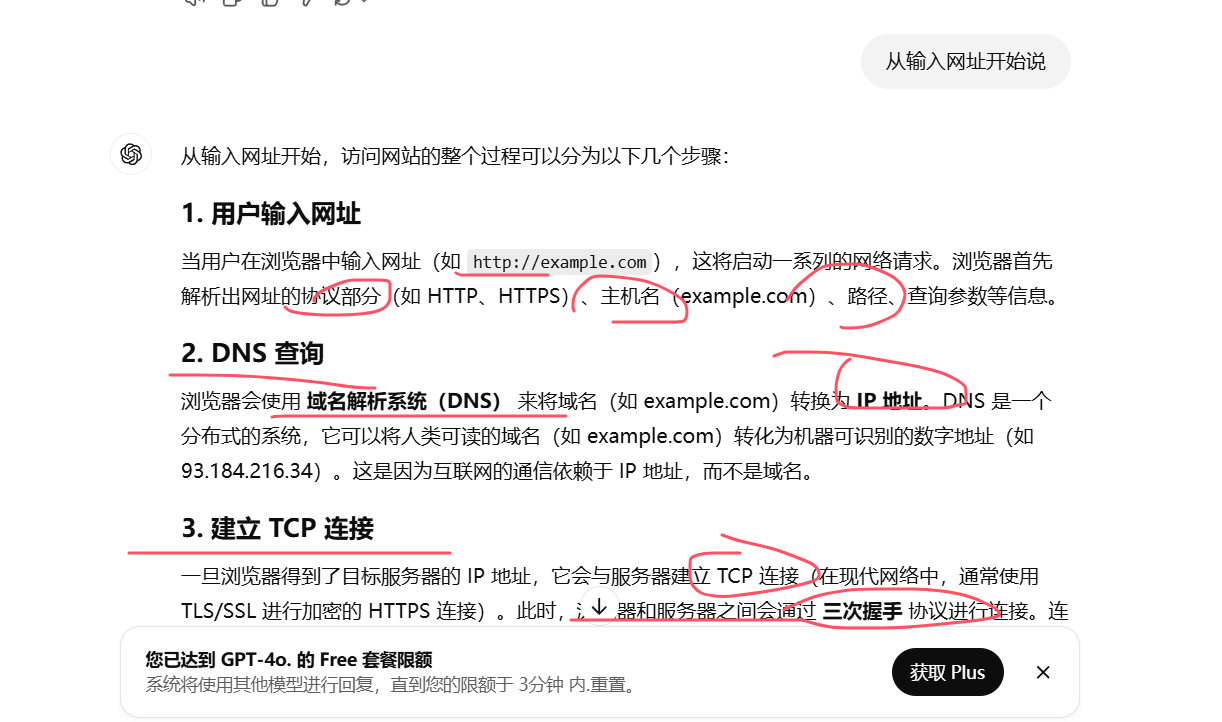 从输入网址开始说
从输入网址开始，访问网站的整个过程可以分为以下几个步骤：
1. 用户输入网址
当用户在浏览器中输入网址（如 http://example.com），这将启动一系列的网络请求。浏览器首先
解析出网址的协议部分（如 HTTP、HTTPS）、主机名（example.com）、路径、查询参数等信息。
2. DNS 查询
浏览器会使用 域名解析系统（DNS） 来将域名（如 example.com）转换为 IP 地址。DNS 是一个
分布式的系统，它可以将人类可读的域名（如 example.com）转化为机器可识别的数字地址（如
93.184.216.34）。这是因为互联网的通信依赖于 IP 地址，而不是域名。
3. 建立 TCP 连接
一旦浏览器得到了目标服务器的 IP 地址，它会与服务器建立 TCP 连接（在现代网络中，通常使用
TLS/SSL 进行加密的 HTTPS 连接）。此时，器和服务器之间会通过 三次握手 协议进行连接。连
您已达到 GPT-4o. 的 Free 套餐限额
系统将使用其他模型进行回复，直到您的限额于 3分钟 内.重置。
获取 Plus